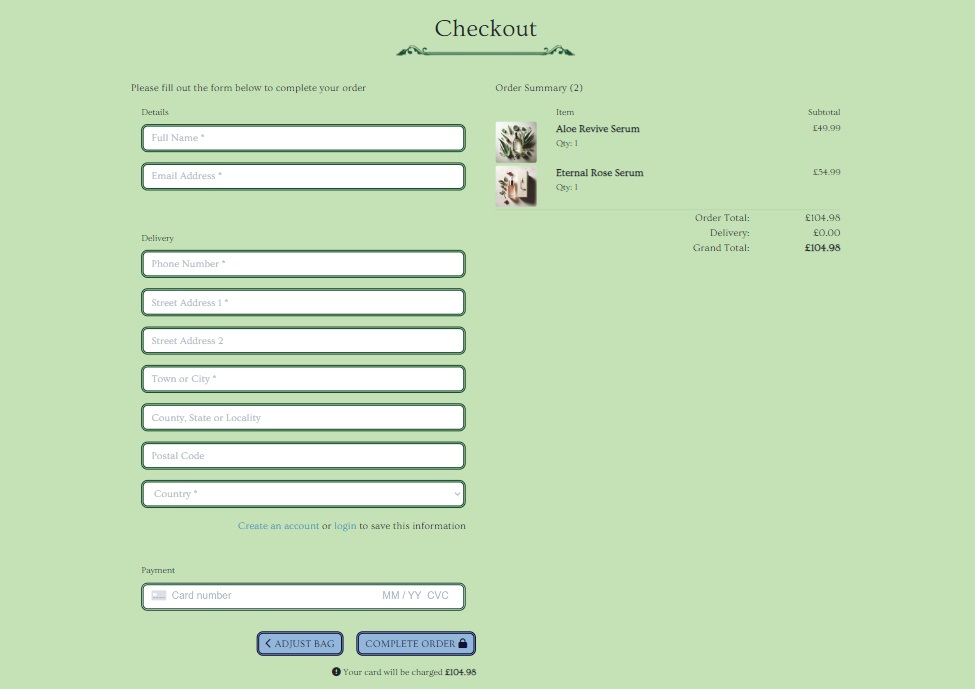 Checkout
Please fill out the form below to complete your order
Details
Full Name *
Email Address *
Delivery
Phone Number *
Street Address 1 *
Street Address 2
Town or City *
County, State or Locality
Postal Code
Country *
Create an account or login to save this information
Payment
Card number MM / YY CVC
ADJUST BAG COMPLETE ORDER
Your card will be charged £104.98
Order Summary (2)
Item Subtotal
Aloe Revive Serum £49.99
Qty: 1
Eternal Rose Serum £54.99
Qty: 1
Order Total: £104.98
Delivery: £0.00
Grand Total: £104.98